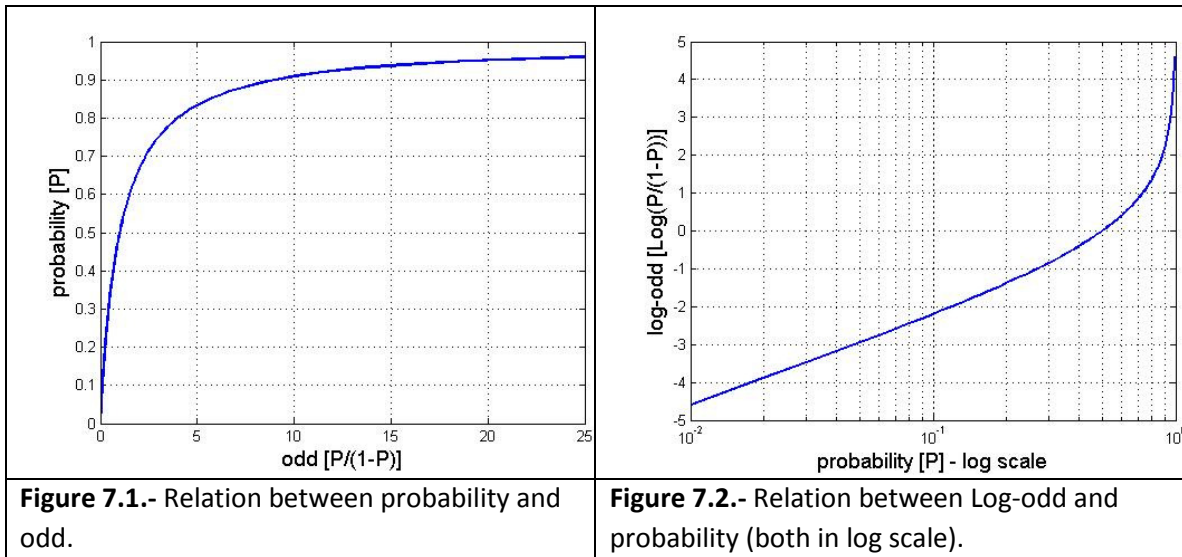 1
0.9
0.8
0.7
0.6
0.5
0.4
0.3
0.2
0.1
0
probability [P]
0 5 10 15 20 25
odd [P/(1-P)]
5
4
3
2
1
0
-1
-2
-3
-4
-5
log-odd [Log(P/(1-P))]
10^-2 10^-1 10^0
probability [P] - log scale
Figure 7.1.- Relation between probability and
odd.
Figure 7.2.- Relation between Log-odd and
probability (both in log scale).